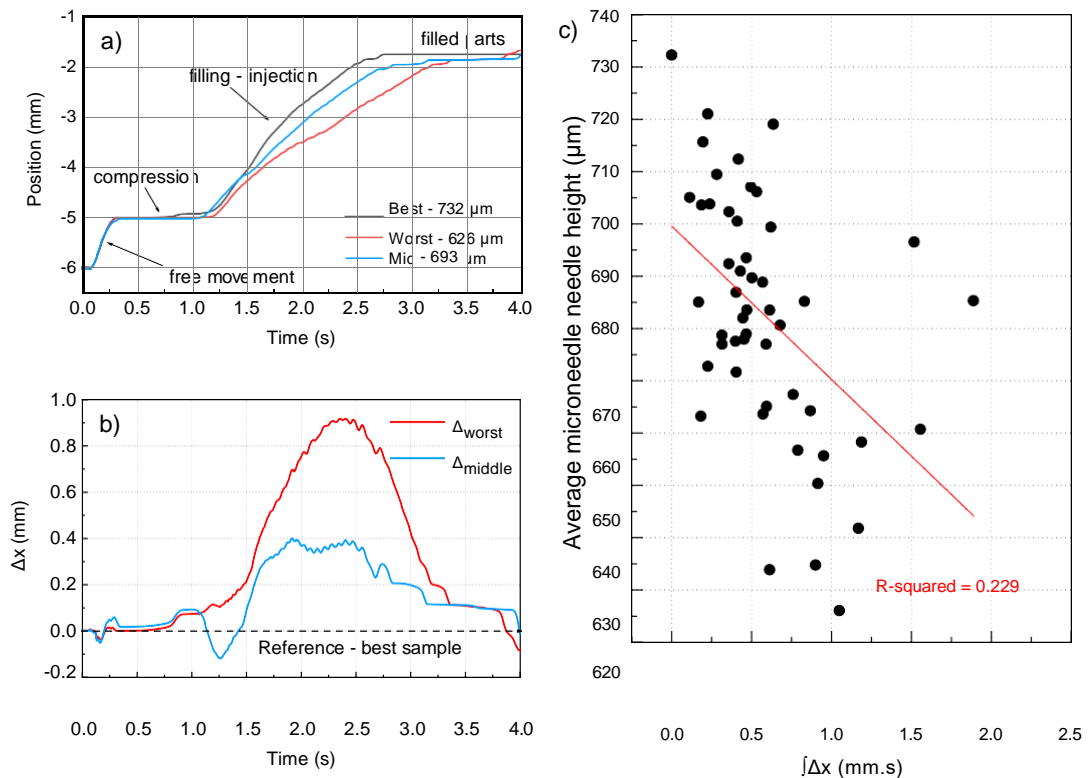 a)
-1
-2
-3
-4
-5
-6
Position (mm)
filled parts
filling - injection
compression
free movement
Best - 732 µm
Worst - 626 µm
Mid - 693 µm
0.0 0.5 1.0 1.5 2.0 2.5 3.0 3.5 4.0
Time (s)
b)
1.0
0.8
0.6
0.4
0.2
0.0
-0.2
Δx (mm)
Δworst
Δmiddle
Reference - best sample
0.0 0.5 1.0 1.5 2.0 2.5 3.0 3.5 4.0
Time (s)
c)
740
730
720
710
700
690
680
670
660
650
640
630
620
Average microneedle needle height (µm)
R-squared = 0.229
0.0 0.5 1.0 1.5 2.0 2.5
∫Δx (mm.s)